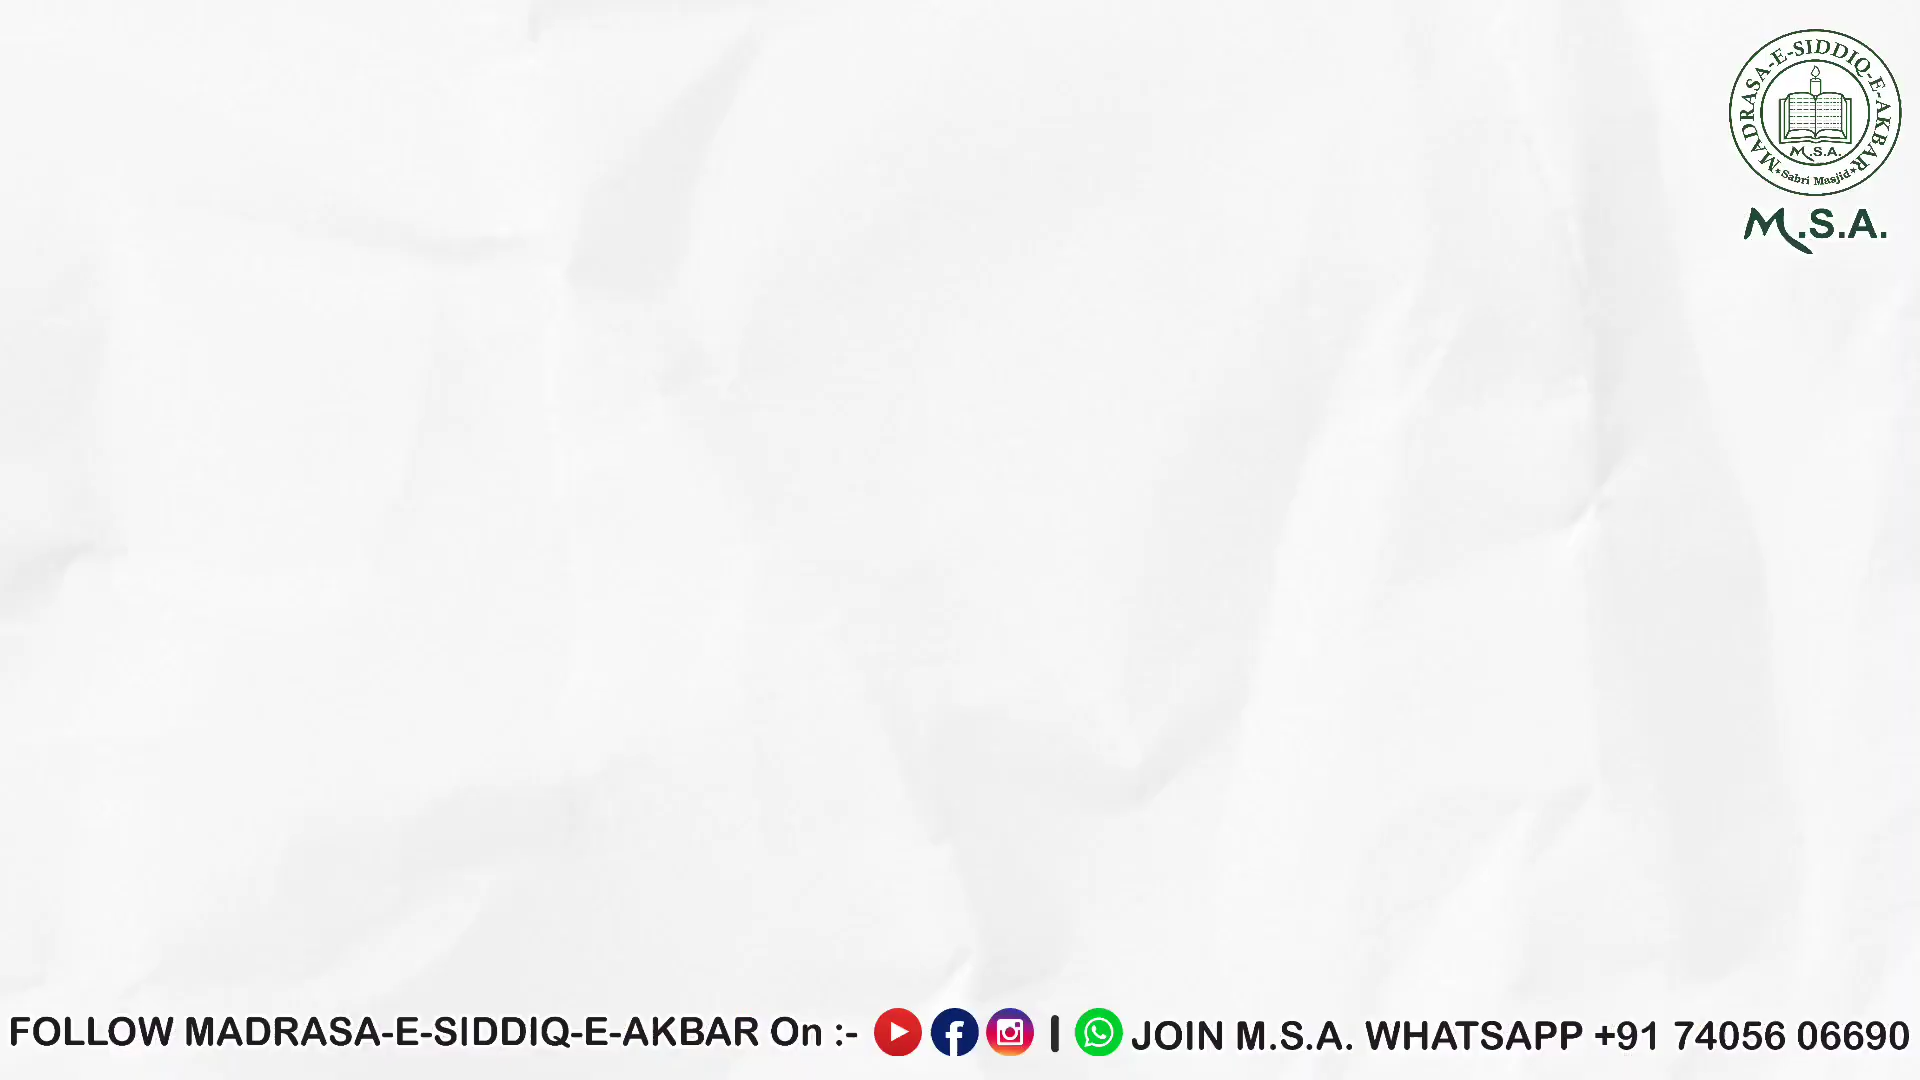 MADRASA-E-SIDDIQ-E-AKBAR
M.S.A.
*Sabri Masjid*
M.S.A.
FOLLOW MADRASA-E-SIDDIQ-E-AKBAR On :- | JOIN M.S.A. WHATSAPP +91 74056 06690